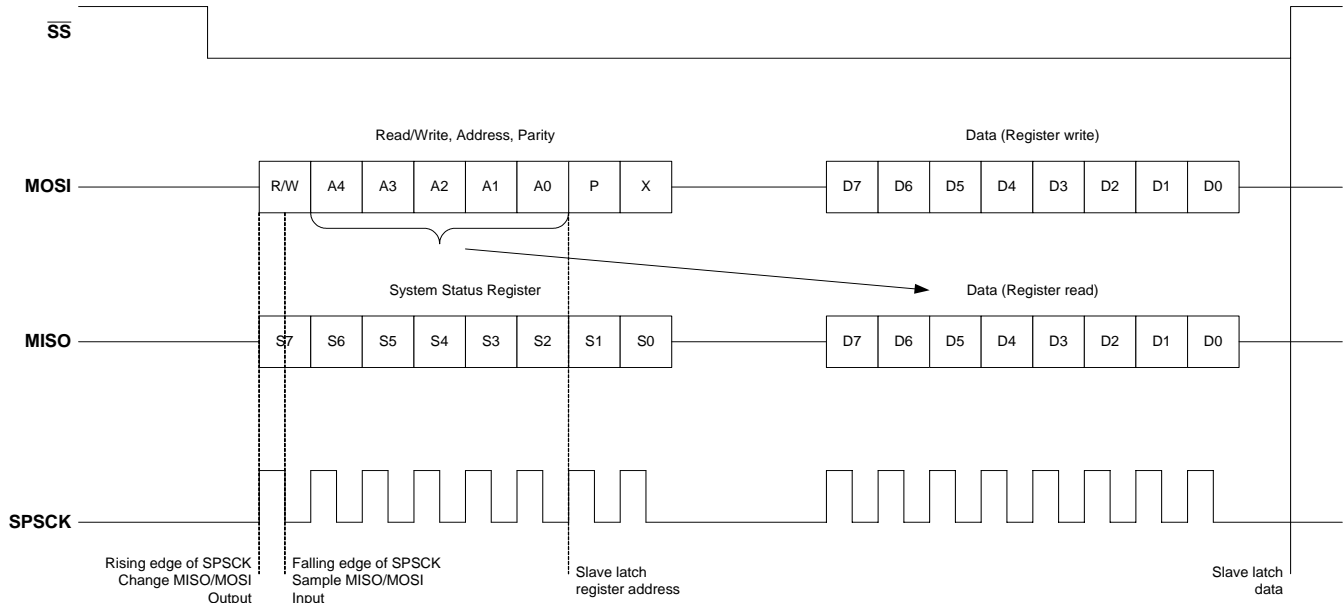 SS
Read/Write, Address, Parity
Data (Register write)
MOSI
R/W A4 A3 A2 A1 A0 P X
D7 D6 D5 D4 D3 D2 D1 D0
System Status Register
Data (Register read)
MISO
S7 S6 S5 S4 S3 S2 S1 S0
D7 D6 D5 D4 D3 D2 D1 D0
SPSCK
Rising edge of SPSCK
Change MISO/MOSI
Output
Falling edge of SPSCK
Sample MISO/MOSI
Input
Slave latch
register address
Slave latch
data